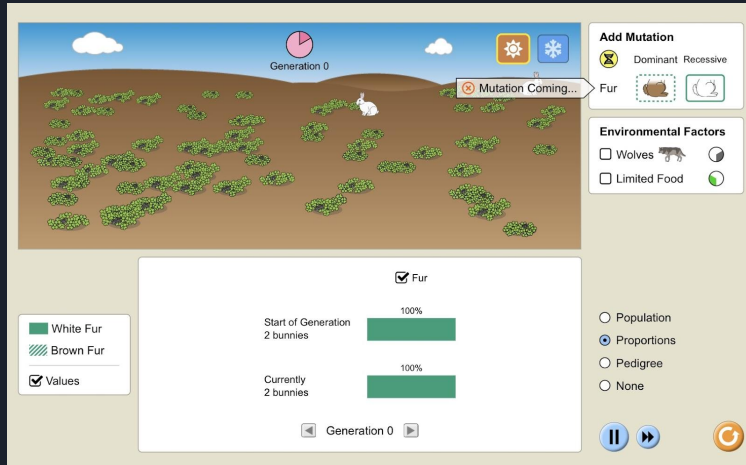 Generation 0
Mutation Coming...
Add Mutation
Dominant Recessive
Fur
Environmental Factors
Wolves
Limited Food
White Fur
Brown Fur
Values
Fur
100%
Start of Generation
2 bunnies
100%
Currently
2 bunnies
Generation 0
Population
Proportions
Pedigree
None